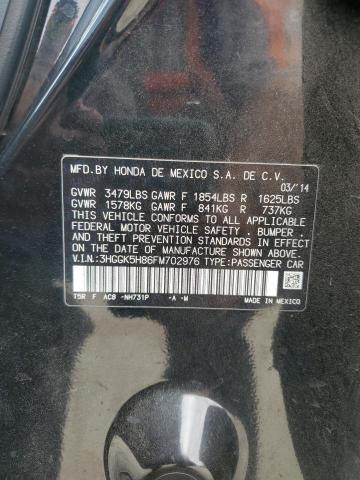 MFD.BY HONDA DE MEXICO S.A. DE C.V.
03/'14
GVWR 3479LBS GAWR F 1854LBS R 1625LBS
GVWR 1578KG GAWR F 841KG R 737KG
THIS VEHICLE CONFORMS TO ALL APPLICABLE
FEDERAL MOTOR VEHICLE SAFETY , BUMPER ,
AND THEFT PREVENTION STANDARDS IN EFFECT ON
THE DATE OF MANUFACTURE SHOWN ABOVE.
V.I.N.:3HGGK5H86FM702976 TYPE:PASSENGER CAR
T5R F AC8 -NH731P -A -M
MADE IN MEXICO